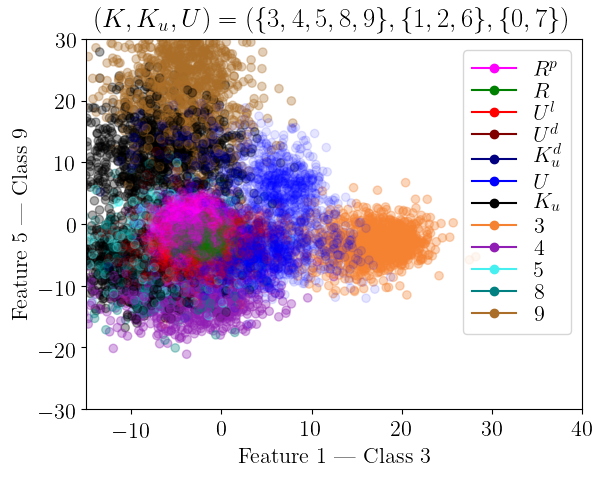 (K, K_u, U) = ({3, 4, 5, 8, 9}, {1, 2, 6}, {0, 7})
30
20
10
0
−10
−20
−30
Feature 5 — Class 9
R^p
R
U^l
U^d
K_u^d
U
K_u
3
4
5
8
9
−10
0
10
20
30
40
Feature 1 — Class 3